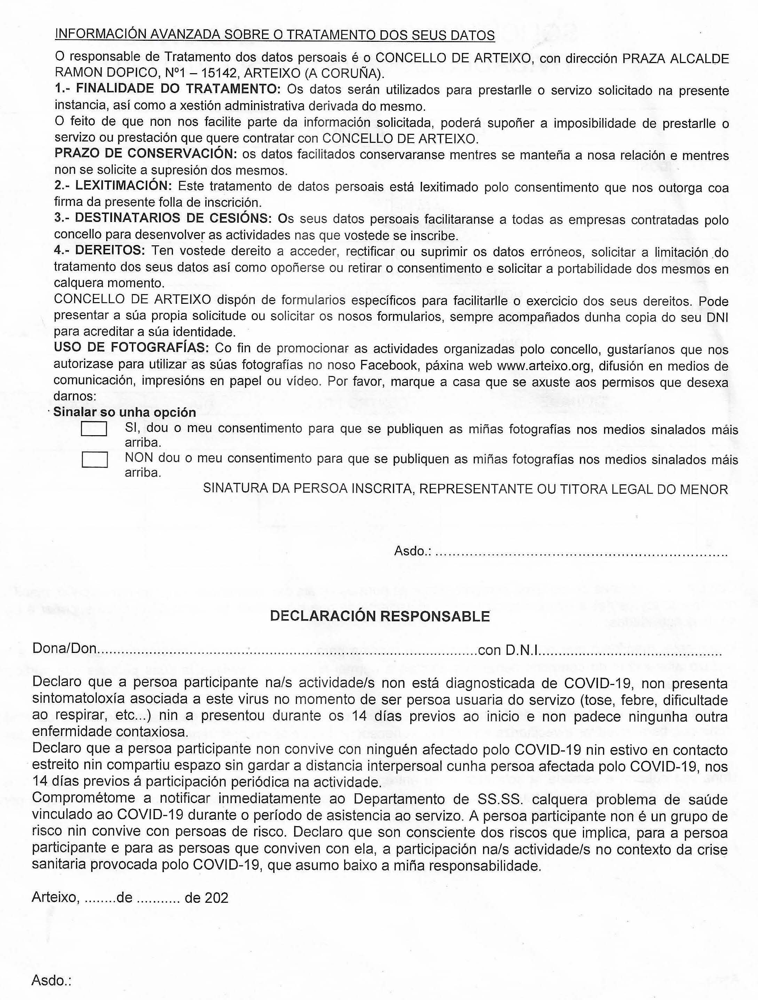 INFORMACIÓN AVANZADA SOBRE O TRATAMENTO DOS SEUS DATOS
O responsable de Tratamento dos datos persoais é o CONCELLO DE ARTEIXO, con dirección PRAZA ALCALDE
RAMON DOPICO, Nº1 – 15142, ARTEIXO (A CORUÑA).
1.- FINALIDADE DO TRATAMENTO: Os datos serán utilizados para prestarlle o servizo solicitado na presente
instancia, así como a xestión administrativa derivada do mesmo.
O feito de que non nos facilite parte da información solicitada, poderá supoñer a imposibilidade de prestarlle o
servizo ou prestación que quere contratar con CONCELLO DE ARTEIXO.
PRAZO DE CONSERVACIÓN: os datos facilitados conservaranse mentres se manteña a nosa relación e mentres
non se solicite a supresión dos mesmos.
2.- LEXITIMACIÓN: Este tratamento de datos persoais está lexitimado polo consentimento que nos outorga coa
firma da presente folla de inscrición.
3.- DESTINATARIOS DE CESIÓNS: Os seus datos persoais facilitaranse a todas as empresas contratadas polo
concello para desenvolver as actividades nas que vostede se inscribe.
4.- DEREITOS: Ten vostede dereito a acceder, rectificar ou suprimir os datos erróneos, solicitar a limitación do
tratamento dos seus datos así como opoñerse ou retirar o consentimento e solicitar a portabilidade dos mesmos en
calquera momento.
CONCELLO DE ARTEIXO dispón de formularios específicos para facilitarlle o exercicio dos seus dereitos. Pode
presentar a súa propia solicitude ou solicitar os nosos formularios, sempre acompañados dunha copia do seu DNI
para acreditar a súa identidade.
USO DE FOTOGRAFÍAS: Co fin de promocionar as actividades organizadas polo concello, gustaríanos que nos
autorizase para utilizar as súas fotografías no noso Facebook, páxina web www.arteixo.org, difusión en medios de
comunicación, impresións en papel ou vídeo. Por favor, marque a casa que se axuste aos permisos que desexa
darnos:
Sinalar so unha opción
SI, dou o meu consentimento para que se publiquen as miñas fotografías nos medios sinalados máis
arriba.
NON dou o meu consentimento para que se publiquen as miñas fotografías nos medios sinalados máis
arriba.
SINATURA DA PERSOA INSCRITA, REPRESENTANTE OU TITORA LEGAL DO MENOR
Asdo.: ....................................................................
DECLARACIÓN RESPONSABLE
Dona/Don................................................................................................con D.N.I..............................................
Declaro que a persoa participante na/s actividade/s non está diagnosticada de COVID-19, non presenta
sintomatoloxía asociada a este virus no momento de ser persoa usuaria do servizo (tose, febre, dificultade
ao respirar, etc...) nin a presentou durante os 14 días previos ao inicio e non padece ningunha outra
enfermidade contaxiosa.
Declaro que a persoa participante non convive con ninguén afectado polo COVID-19 nin estivo en contacto
estreito nin compartiu espazo sin gardar a distancia interpersoal cunha persoa afectada polo COVID-19, nos
14 días previos á participación periódica na actividade.
Comprométome a notificar inmediatamente ao Departamento de SS.SS. calquera problema de saúde
vinculado ao COVID-19 durante o período de asistencia ao servizo. A persoa participante non é un grupo de
risco nin convive con persoas de risco. Declaro que son consciente dos riscos que implica, para a persoa
participante e para as persoas que conviven con ela, a participación na/s actividade/s no contexto da crise
sanitaria provocada polo COVID-19, que asumo baixo a miña responsabilidade.
Arteixo, ........de ........... de 202
Asdo.: